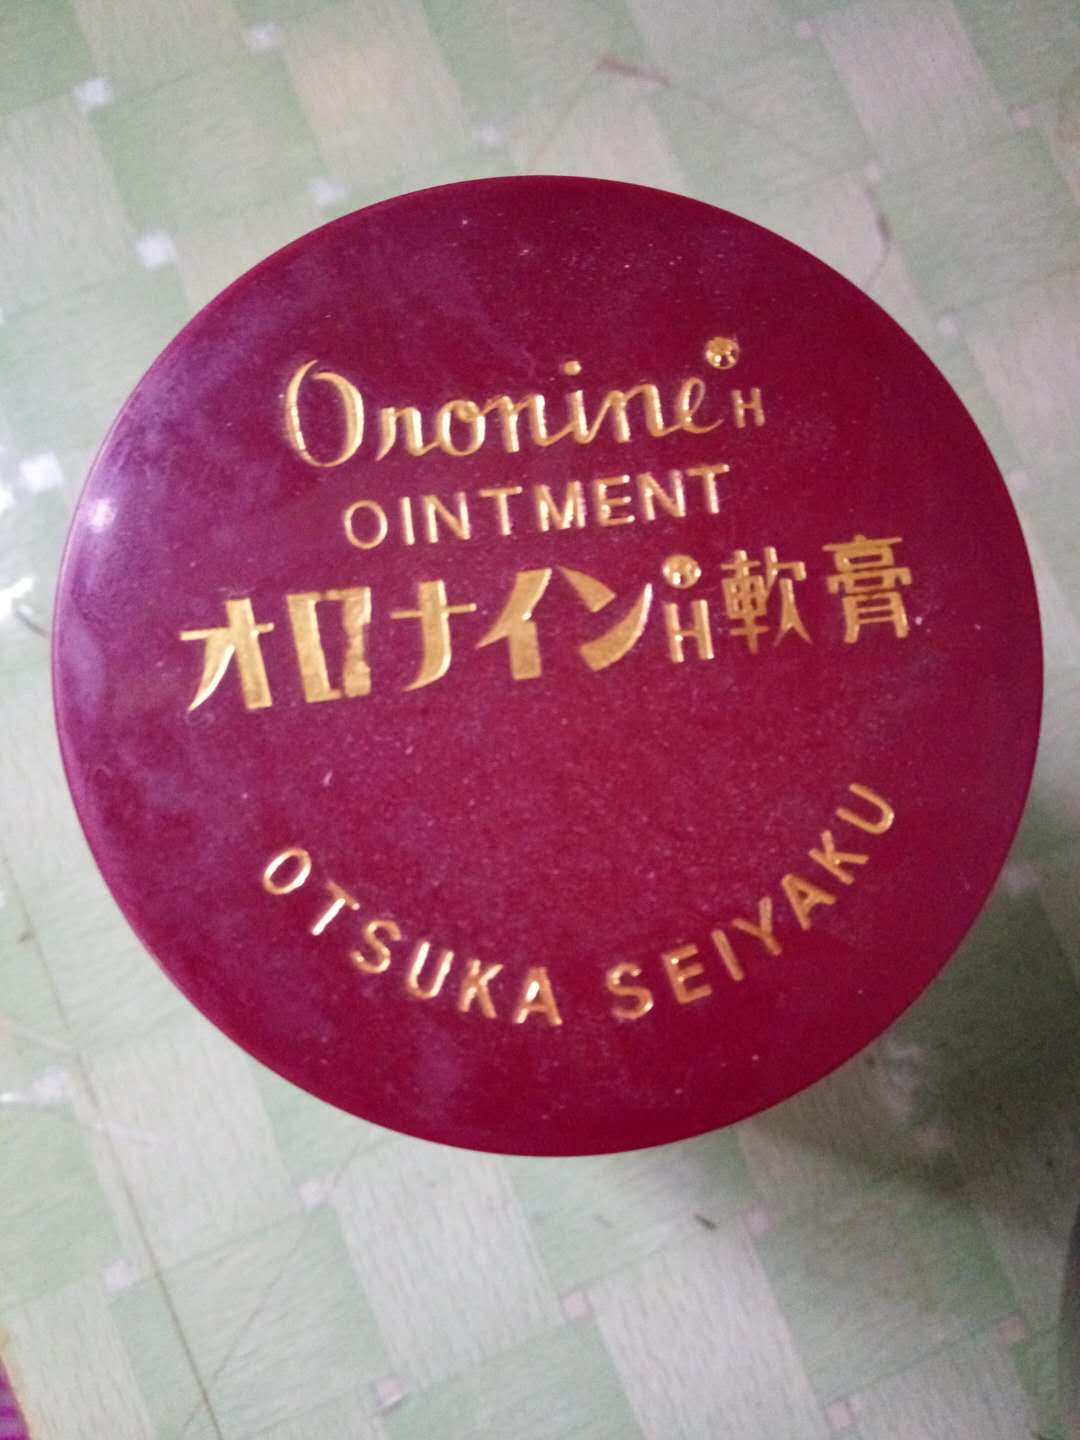 Oronine H
OINTMENT
オロナインH軟膏
OTSUKA SEIYAKU